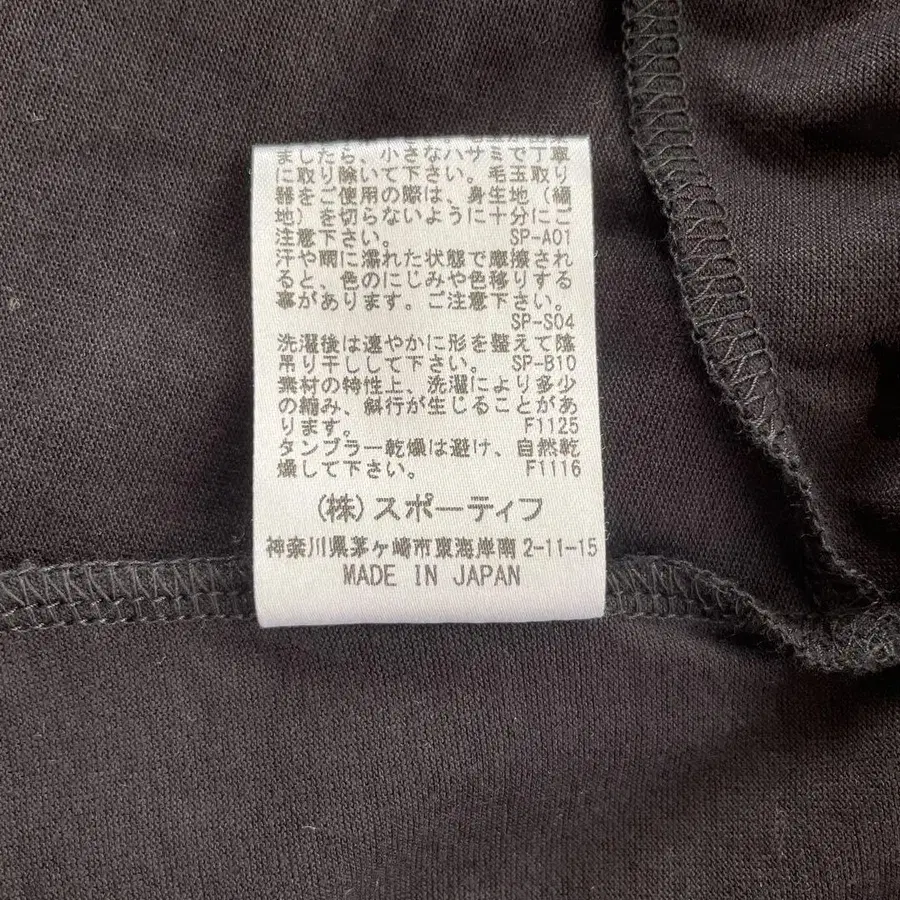 ましたら、小さなハサミで丁寧
に取り除いて下さい。毛玉取り
器をご使用の際は、身生地（編
地）を切らないように十分にご
注意下さい。 SP-A01
汗や雨に濡れた状態で摩擦され
ると、色のにじみや色移りする
事があります。ご注意下さい。
SP-S04
洗濯後は速やかに形を整えて陰
吊り干しして下さい。 SP-B10
素材の特性上、洗濯により多少
の縮み、斜行が生じることがあ
ります。 F1125
タンブラー乾燥は避け、自然乾
燥して下さい。 F1116
（株）スポーティフ
神奈川県茅ヶ崎市東海岸南2-11-15
MADE IN JAPAN